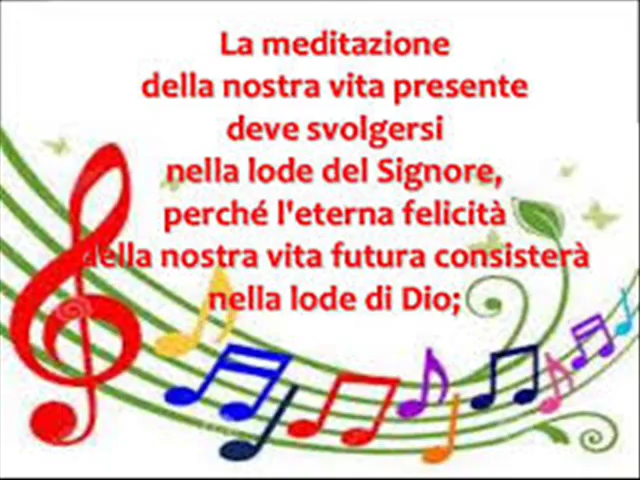 La meditazione
della nostra vita presente
deve svolgersi
nella lode del Signore,
perché l'eterna felicità
della nostra vita futura consisterà
nella lode di Dio;